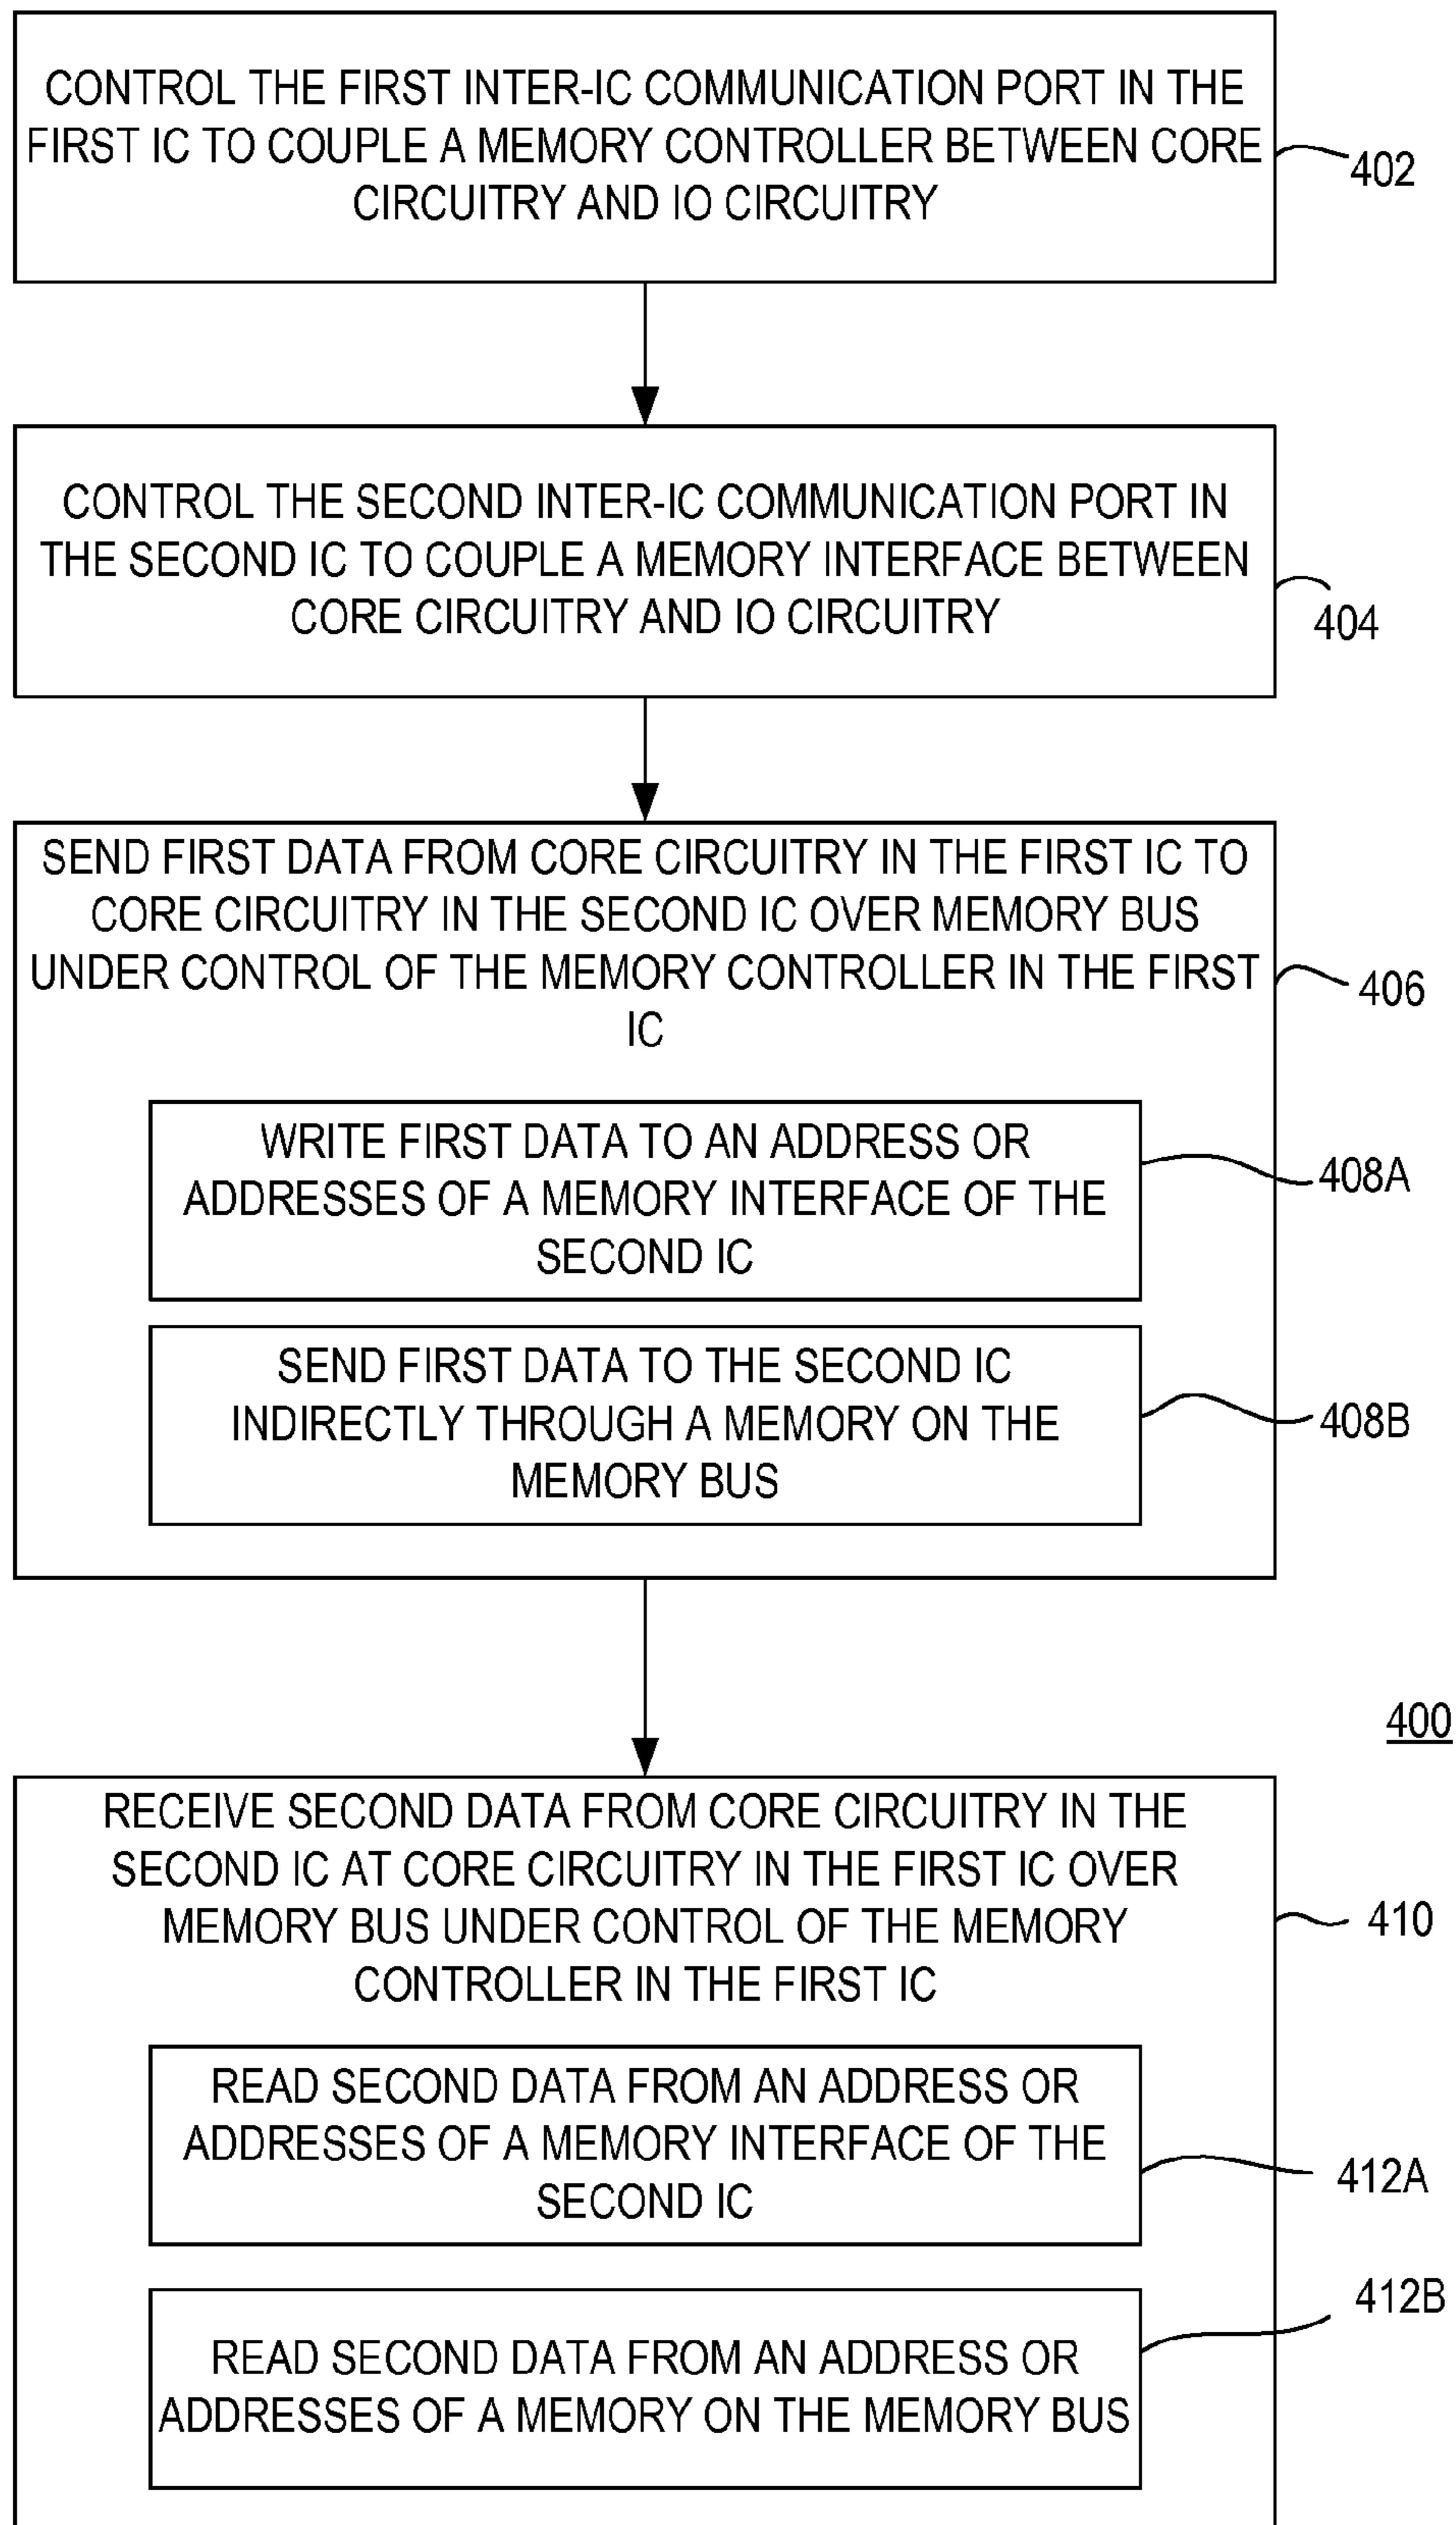 CONTROL THE FIRST INTER-IC COMMUNICATION PORT IN THE
FIRST IC TO COUPLE A MEMORY CONTROLLER BETWEEN CORE
CIRCUITRY AND IO CIRCUITRY
402
CONTROL THE SECOND INTER-IC COMMUNICATION PORT IN
THE SECOND IC TO COUPLE A MEMORY INTERFACE BETWEEN
CORE CIRCUITRY AND IO CIRCUITRY
404
SEND FIRST DATA FROM CORE CIRCUITRY IN THE FIRST IC TO
CORE CIRCUITRY IN THE SECOND IC OVER MEMORY BUS
UNDER CONTROL OF THE MEMORY CONTROLLER IN THE FIRST
IC
406
WRITE FIRST DATA TO AN ADDRESS OR
ADDRESSES OF A MEMORY INTERFACE OF THE
SECOND IC
408A
SEND FIRST DATA TO THE SECOND IC
INDIRECTLY THROUGH A MEMORY ON THE
MEMORY BUS
408B
400
RECEIVE SECOND DATA FROM CORE CIRCUITRY IN THE
SECOND IC AT CORE CIRCUITRY IN THE FIRST IC OVER
MEMORY BUS UNDER CONTROL OF THE MEMORY
CONTROLLER IN THE FIRST IC
410
READ SECOND DATA FROM AN ADDRESS OR
ADDRESSES OF A MEMORY INTERFACE OF THE
SECOND IC
412A
412B
READ SECOND DATA FROM AN ADDRESS OR
ADDRESSES OF A MEMORY ON THE MEMORY BUS